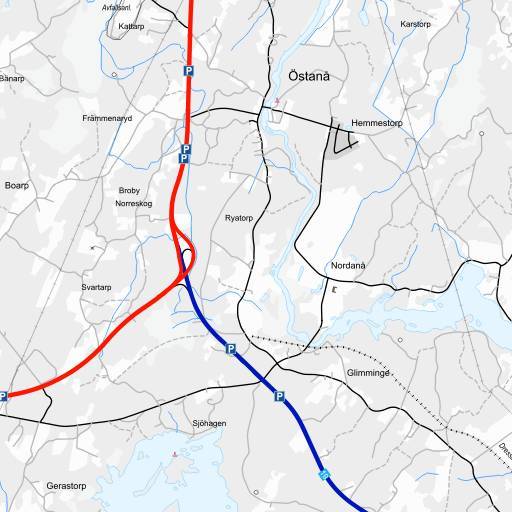 Avfallsanl.
Kattarp
Karstorp
P
Östanå
Bänarp
Främmenaryd
Hemmestorp
P
P
Boarp
Broby
Norreskog
Ryatorp
Nordanå
Svartarp
P
Glimminge
P
P
Sjöhagen
Gerastorp